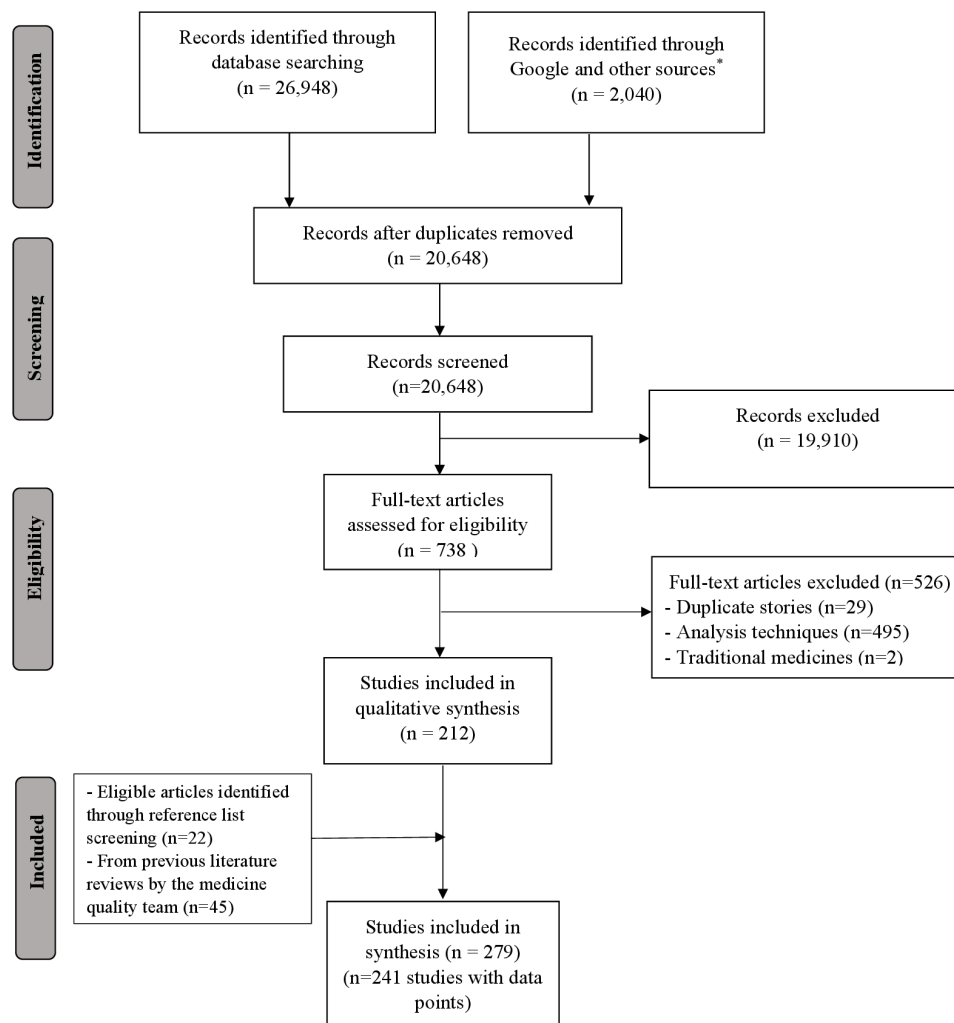 Identification
Records identified through
database searching
(n = 26,948)
Records identified through
Google and other sources*
(n = 2,040)
Records after duplicates removed
(n = 20,648)
Screening
Records screened
(n=20,648)
Records excluded
(n = 19,910)
Eligibility
Full-text articles
assessed for eligibility
(n = 738 )
Full-text articles excluded (n=526)
- Duplicate stories (n=29)
- Analysis techniques (n=495)
- Traditional medicines (n=2)
Studies included in
qualitative synthesis
(n = 212)
Included
- Eligible articles identified
through reference list
screening (n=22)
- From previous literature
reviews by the medicine
quality team (n=45)
Studies included in
synthesis (n = 279)
(n=241 studies with data
points)